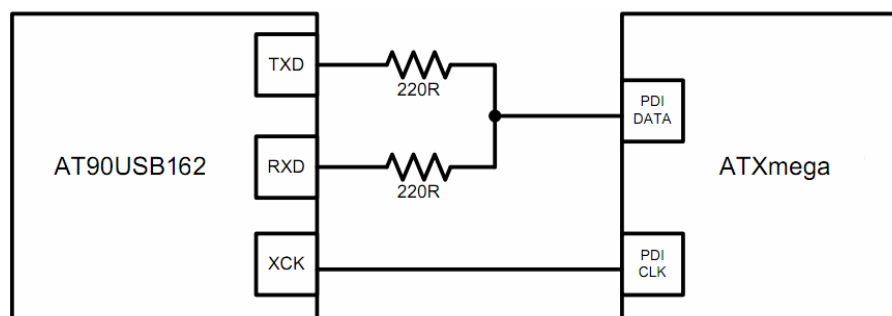 TXD
220R
PDI
DATA
AT90USB162
RXD
220R
ATXmega
XCK
PDI
CLK